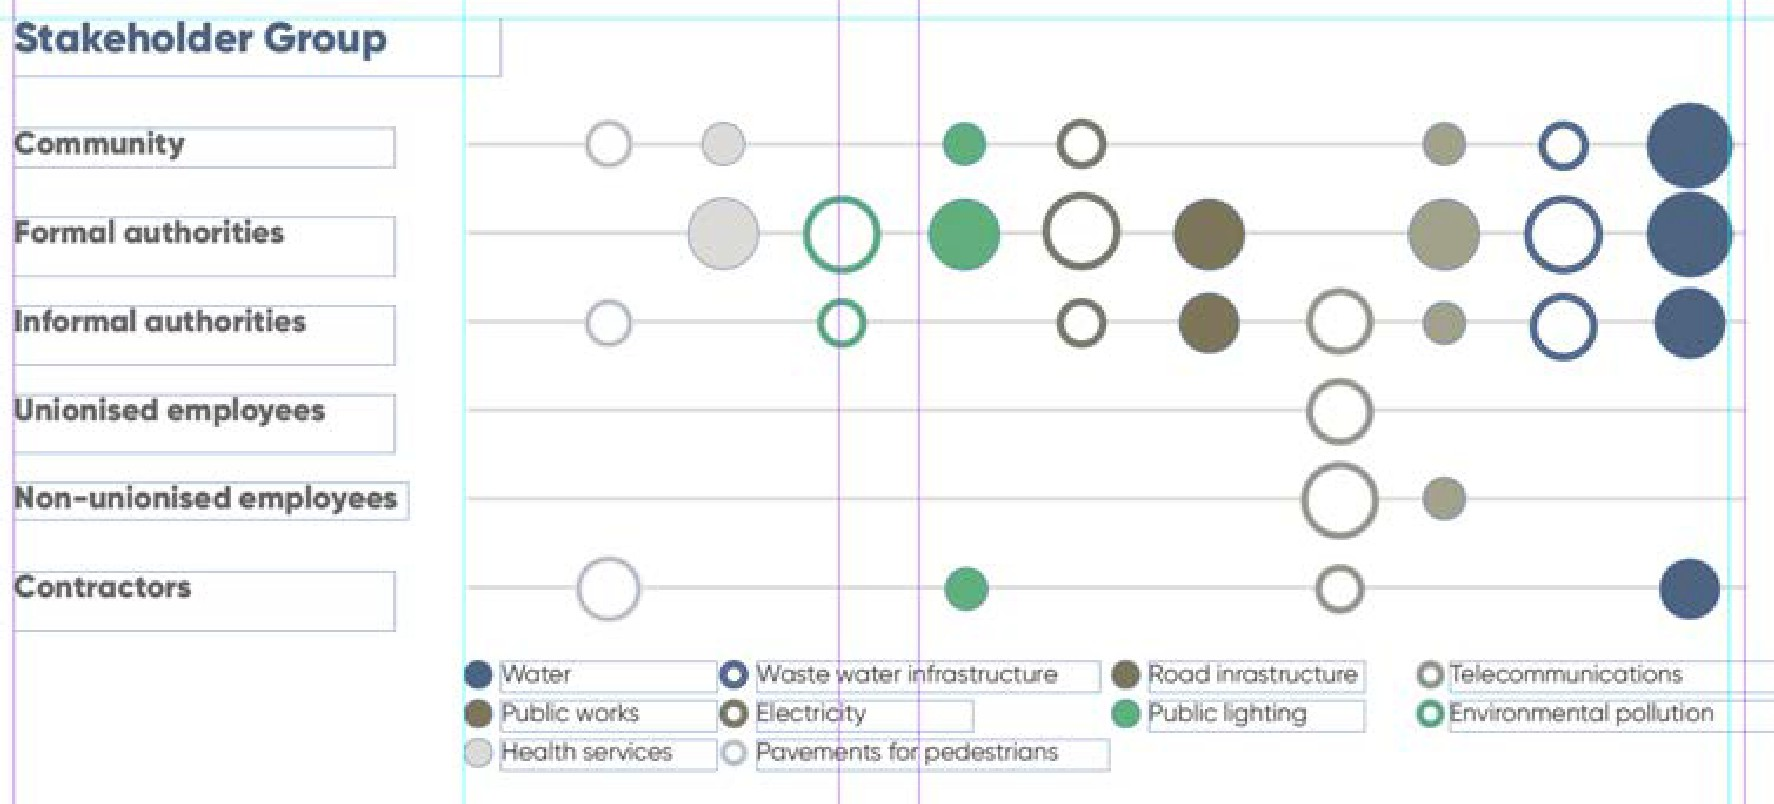 Stakeholder Group
Community
Formal authorities
Informal authorities
Unionised employees
Non-unionised employees
Contractors
Water Waste water infrastructure Road inrastructure Telecommunications
Public works Electricity Public lighting Environmental pollution
Health services Pavements for pedestrians